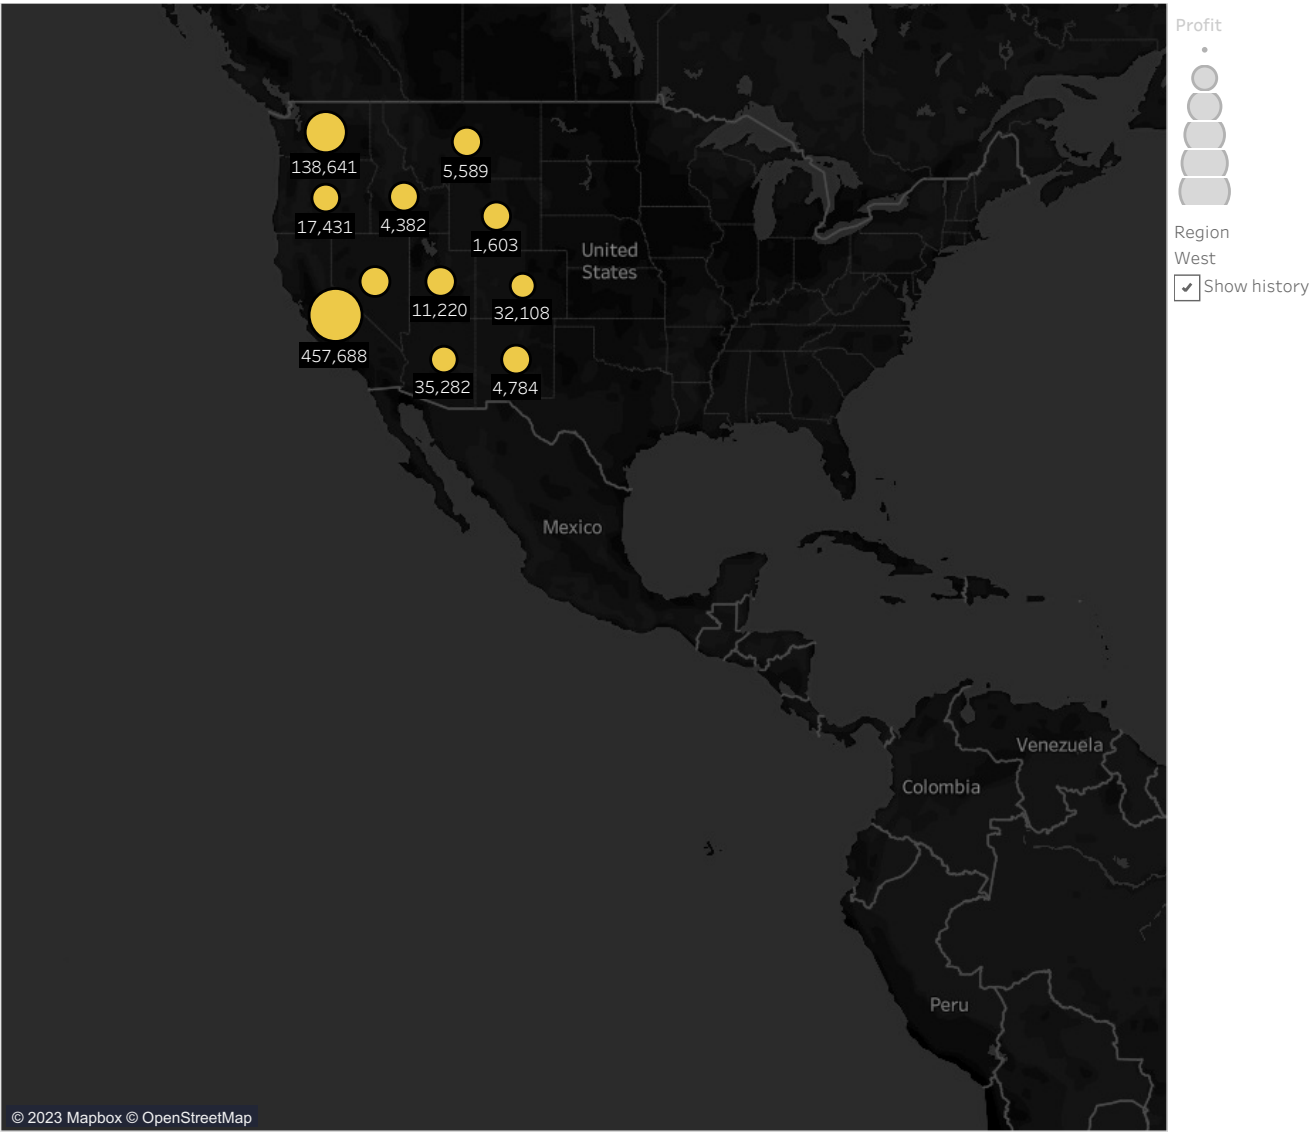 Profit
138,641
5,589
17,431
4,382
1,603
United
States
Region
West
Show history
11,220
32,108
457,688
35,282
4,784
Mexico
Venezuela
Colombia
Peru
© 2023 Mapbox © OpenStreetMap